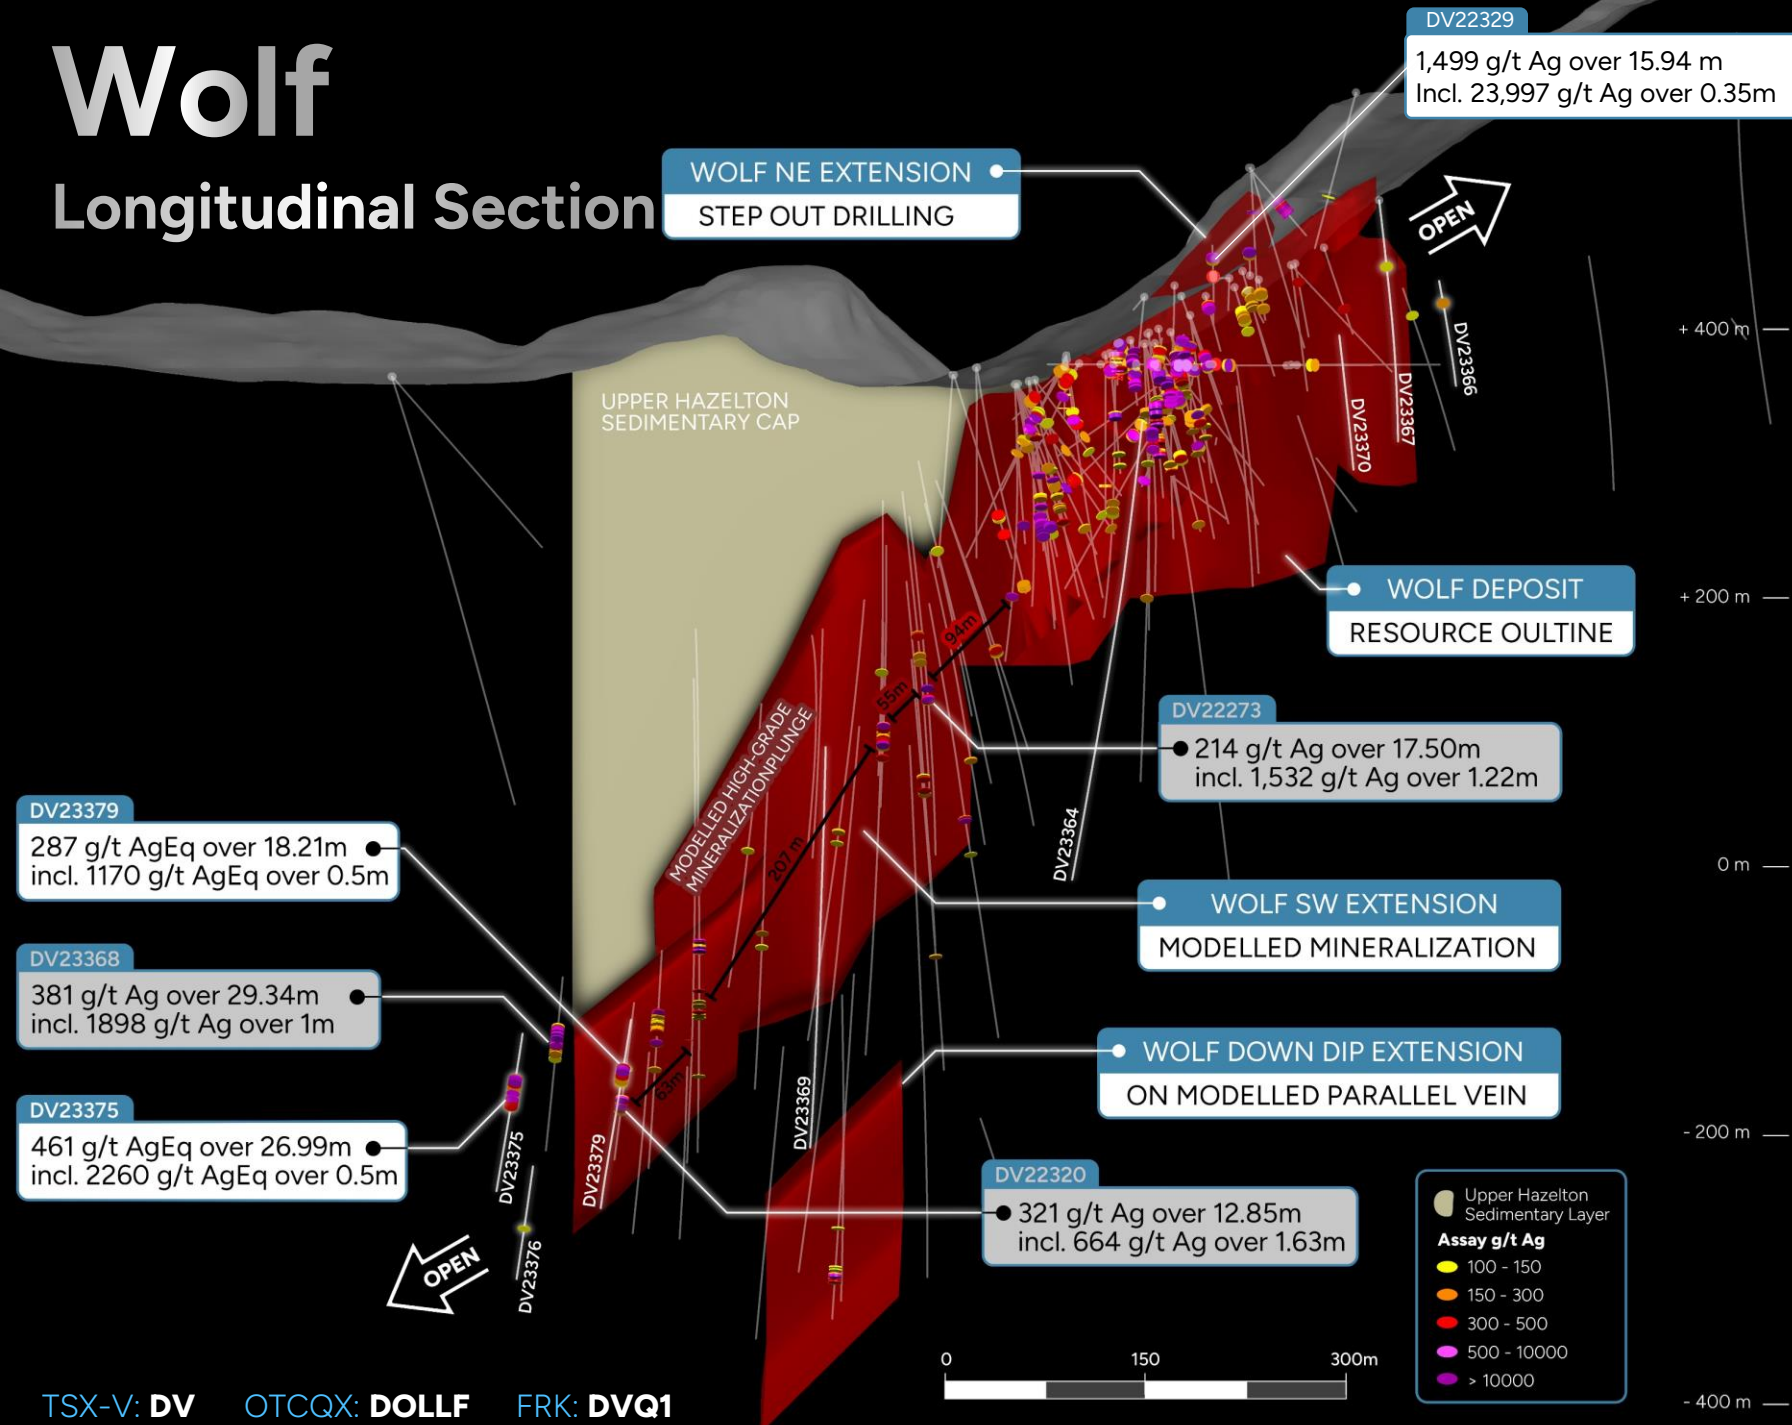 Wolf
Longitudinal Section
DV22329
1,499 g/t Ag over 15.94 m
Incl. 23,997 g/t Ag over 0.35m
WOLF NE EXTENSION
STEP OUT DRILLING
OPEN
DV23366
DV23367
DV23370
+ 400 m
UPPER HAZELTON
SEDIMENTARY CAP
WOLF DEPOSIT
RESOURCE OULTINE
+ 200 m
94m
55m
DV22273
214 g/t Ag over 17.50m
incl. 1,532 g/t Ag over 1.22m
MODELLED HIGH-GRADE
MINERALIZATIONPLUNGE
207 m
DV23364
0 m
DV23379
287 g/t AgEq over 18.21m
incl. 1170 g/t AgEq over 0.5m
WOLF SW EXTENSION
MODELLED MINERALIZATION
DV23368
381 g/t Ag over 29.34m
incl. 1898 g/t Ag over 1m
WOLF DOWN DIP EXTENSION
ON MODELLED PARALLEL VEIN
63m
DV23369
DV23375
461 g/t AgEq over 26.99m
incl. 2260 g/t AgEq over 0.5m
DV23375
DV23379
- 200 m
DV22320
321 g/t Ag over 12.85m
incl. 664 g/t Ag over 1.63m
OPEN
DV23376
Upper Hazelton
Sedimentary Layer
Assay g/t Ag
100 - 150
150 - 300
300 - 500
500 - 10000
> 10000
0 150 300m
- 400 m
TSX-V: DV OTCQX: DOLLF FRK: DVQ1